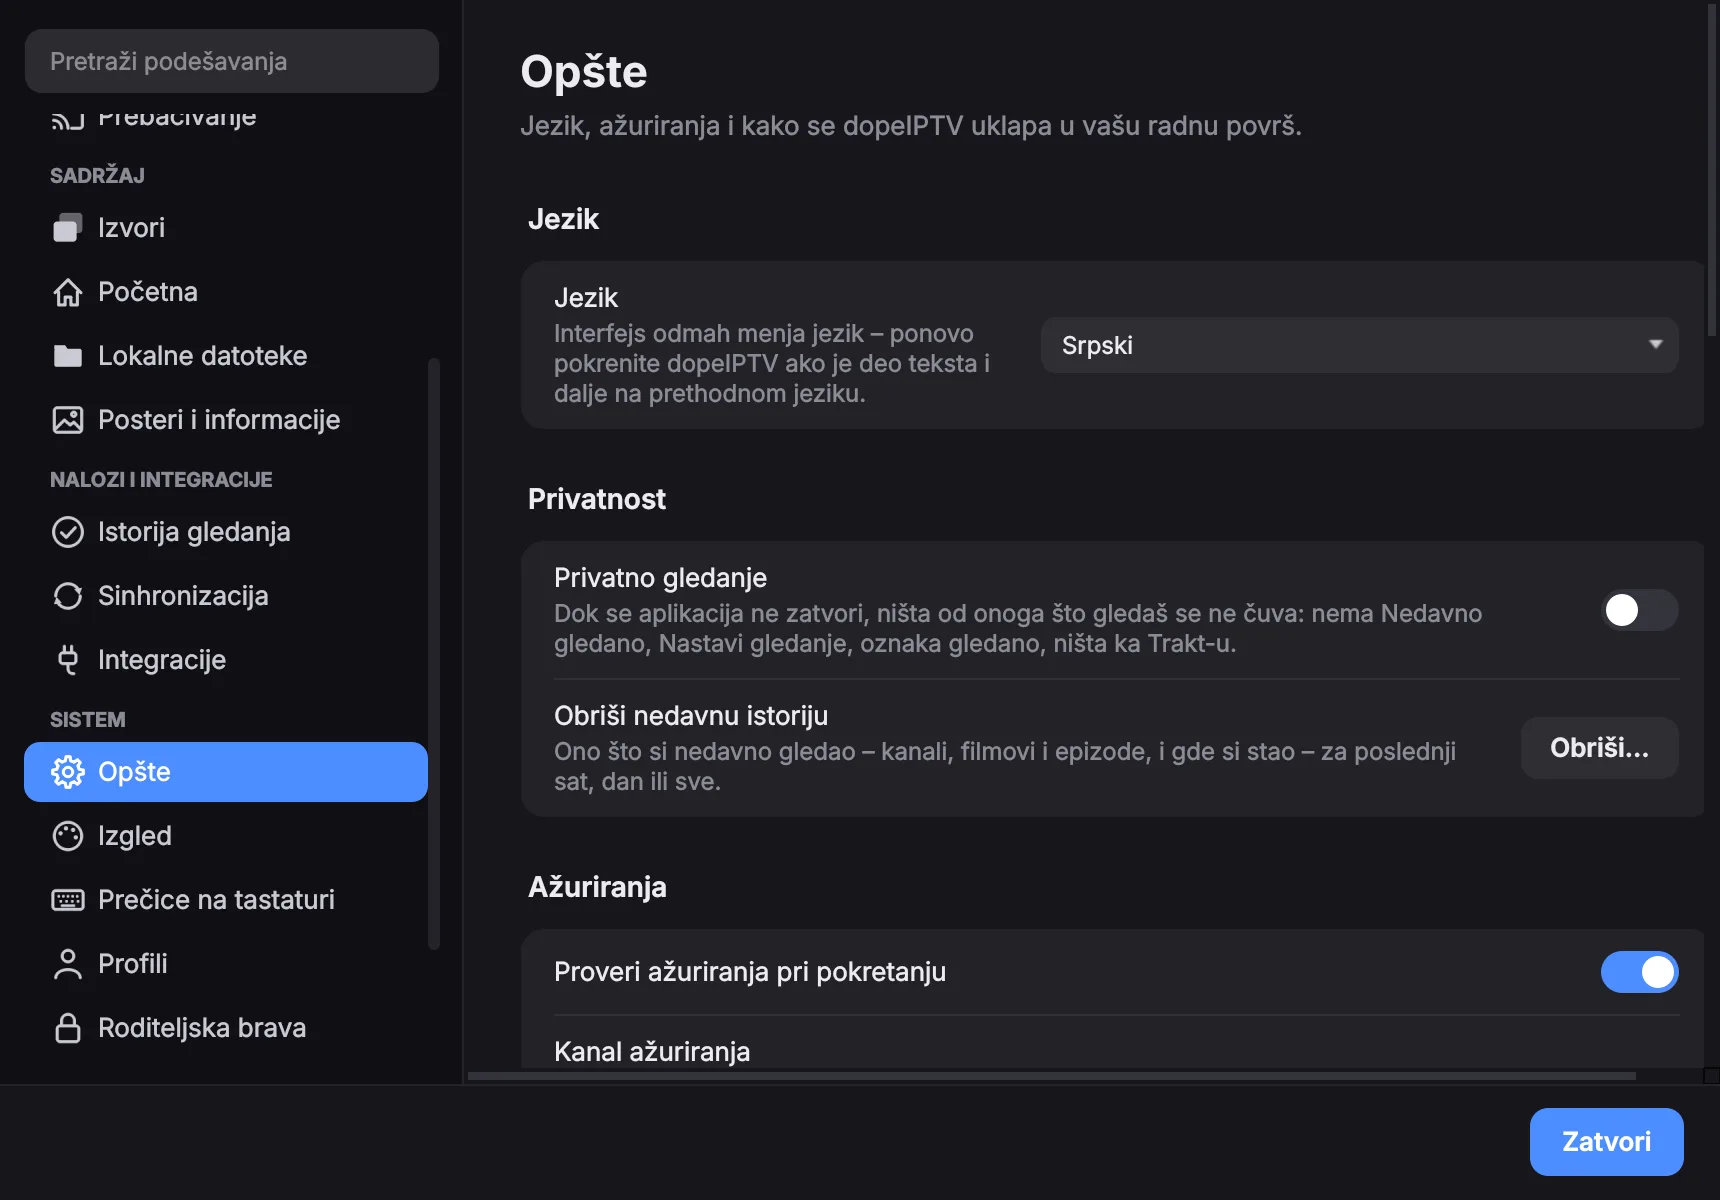 Pretraži podešavanja
Prebacivanje
SADRŽAJ
Izvori
Početna
Lokalne datoteke
Posteri i informacije
NALOZI I INTEGRACIJE
Istorija gledanja
Sinhronizacija
Integracije
SISTEM
Opšte
Izgled
Prečice na tastaturi
Profili
Roditeljska brava
Opšte
Jezik, ažuriranja i kako se dopeIPTV uklapa u vašu radnu površ.
Jezik
Jezik
Interfejs odmah menja jezik – ponovo
pokrenite dopeIPTV ako je deo teksta i
dalje na prethodnom jeziku.
Srpski
Privatnost
Privatno gledanje
Dok se aplikacija ne zatvori, ništa od onoga što gledaš se ne čuva: nema Nedavno
gledano, Nastavi gledanje, oznaka gledano, ništa ka Trakt-u.
Obriši nedavnu istoriju
Ono što si nedavno gledao – kanali, filmovi i epizode, i gde si stao – za poslednji
sat, dan ili sve.
Obriši...
Ažuriranja
Proveri ažuriranja pri pokretanju
Kanal ažuriranja
Zatvori